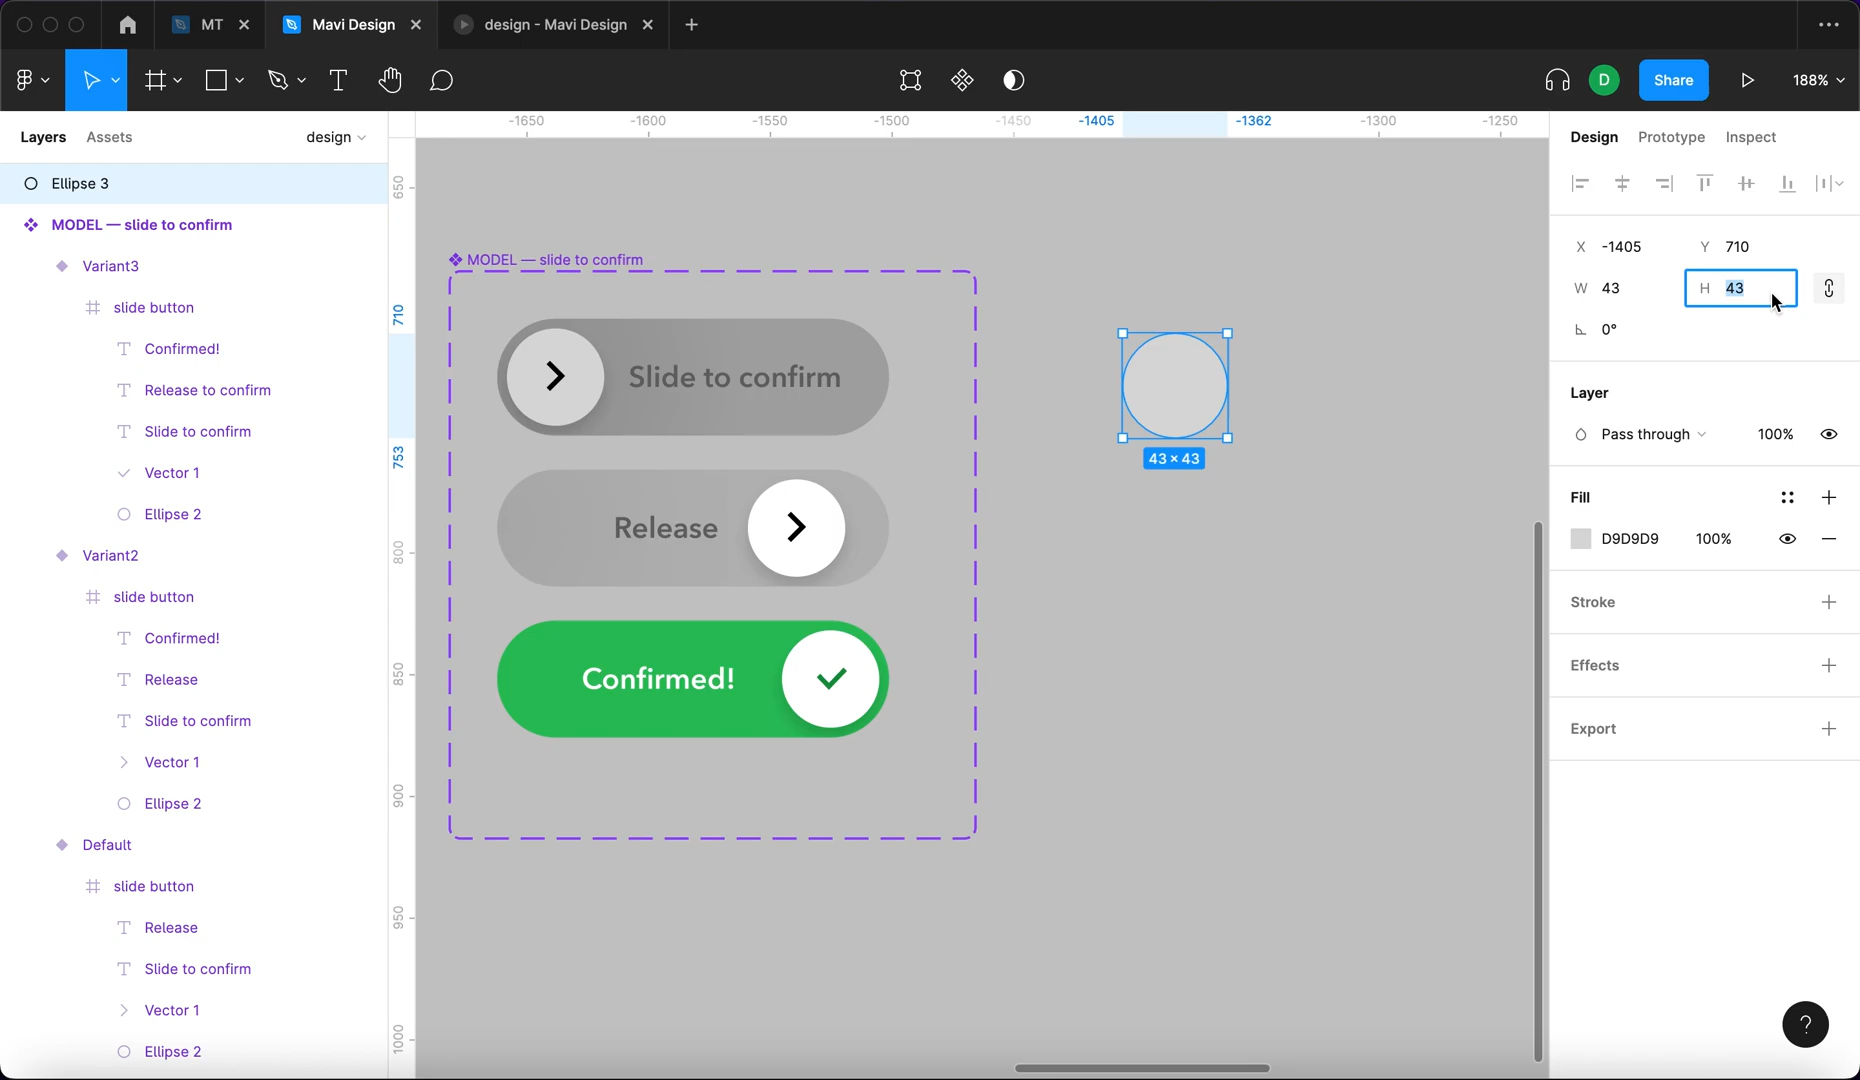 MT
Mavi Design
design - Mavi Design
D
Share
188%
Layers
Assets
design
Ellipse 3
MODEL — slide to confirm
Variant3
slide button
Confirmed!
Release to confirm
Slide to confirm
Vector 1
Ellipse 2
Variant2
slide button
Confirmed!
Release
Slide to confirm
Vector 1
Ellipse 2
Default
slide button
Release
Slide to confirm
Vector 1
Ellipse 2
-1650 -1600 -1550 -1500 -1450 -1405 -1362 -1300 -1250
650
710
753
800
850
900
950
1000
MODEL — slide to confirm
Slide to confirm
Release
Confirmed!
43 × 43
Design Prototype Inspect
X -1405 Y 710
W 43 H 43
0°
Layer
Pass through 100%
Fill
D9D9D9 100%
Stroke
Effects
Export
?